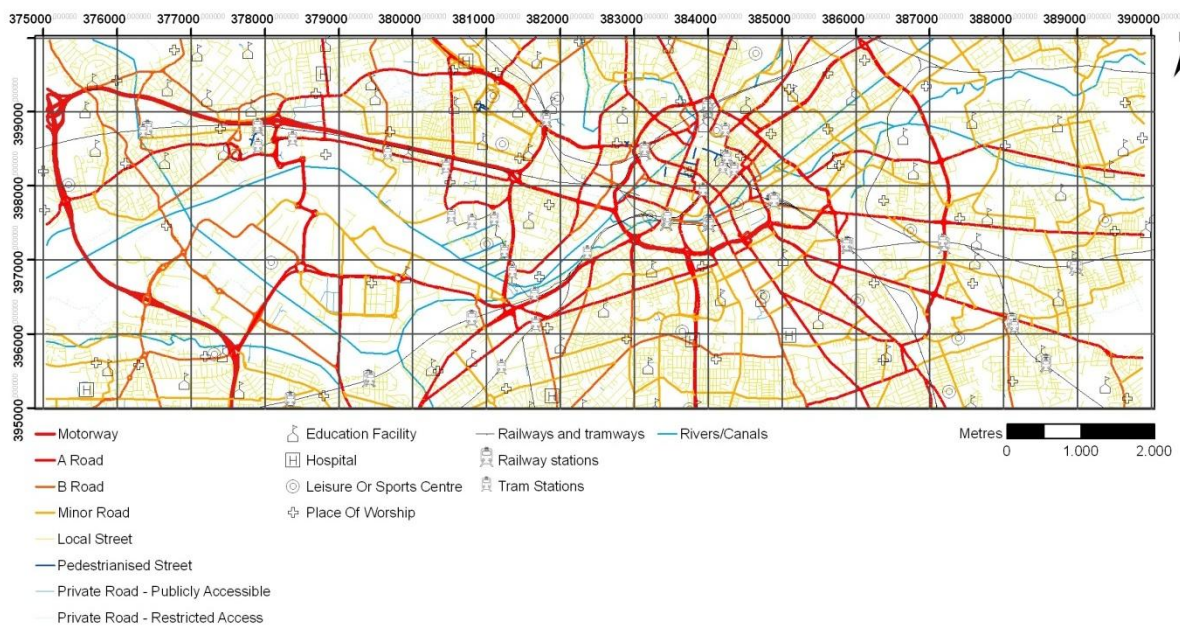 375000 376000 377000 378000 379000 380000 381000 382000 383000 384000 385000 386000 387000 388000 389000 390000
399000
398000
397000
396000
395000
Motorway
A Road
B Road
Minor Road
Local Street
Pedestrianised Street
Private Road - Publicly Accessible
Private Road - Restricted Access
Education Facility
H Hospital
Leisure Or Sports Centre
Place Of Worship
Railways and tramways
Railway stations
Tram Stations
Rivers/Canals
Metres
0 1.000 2.000